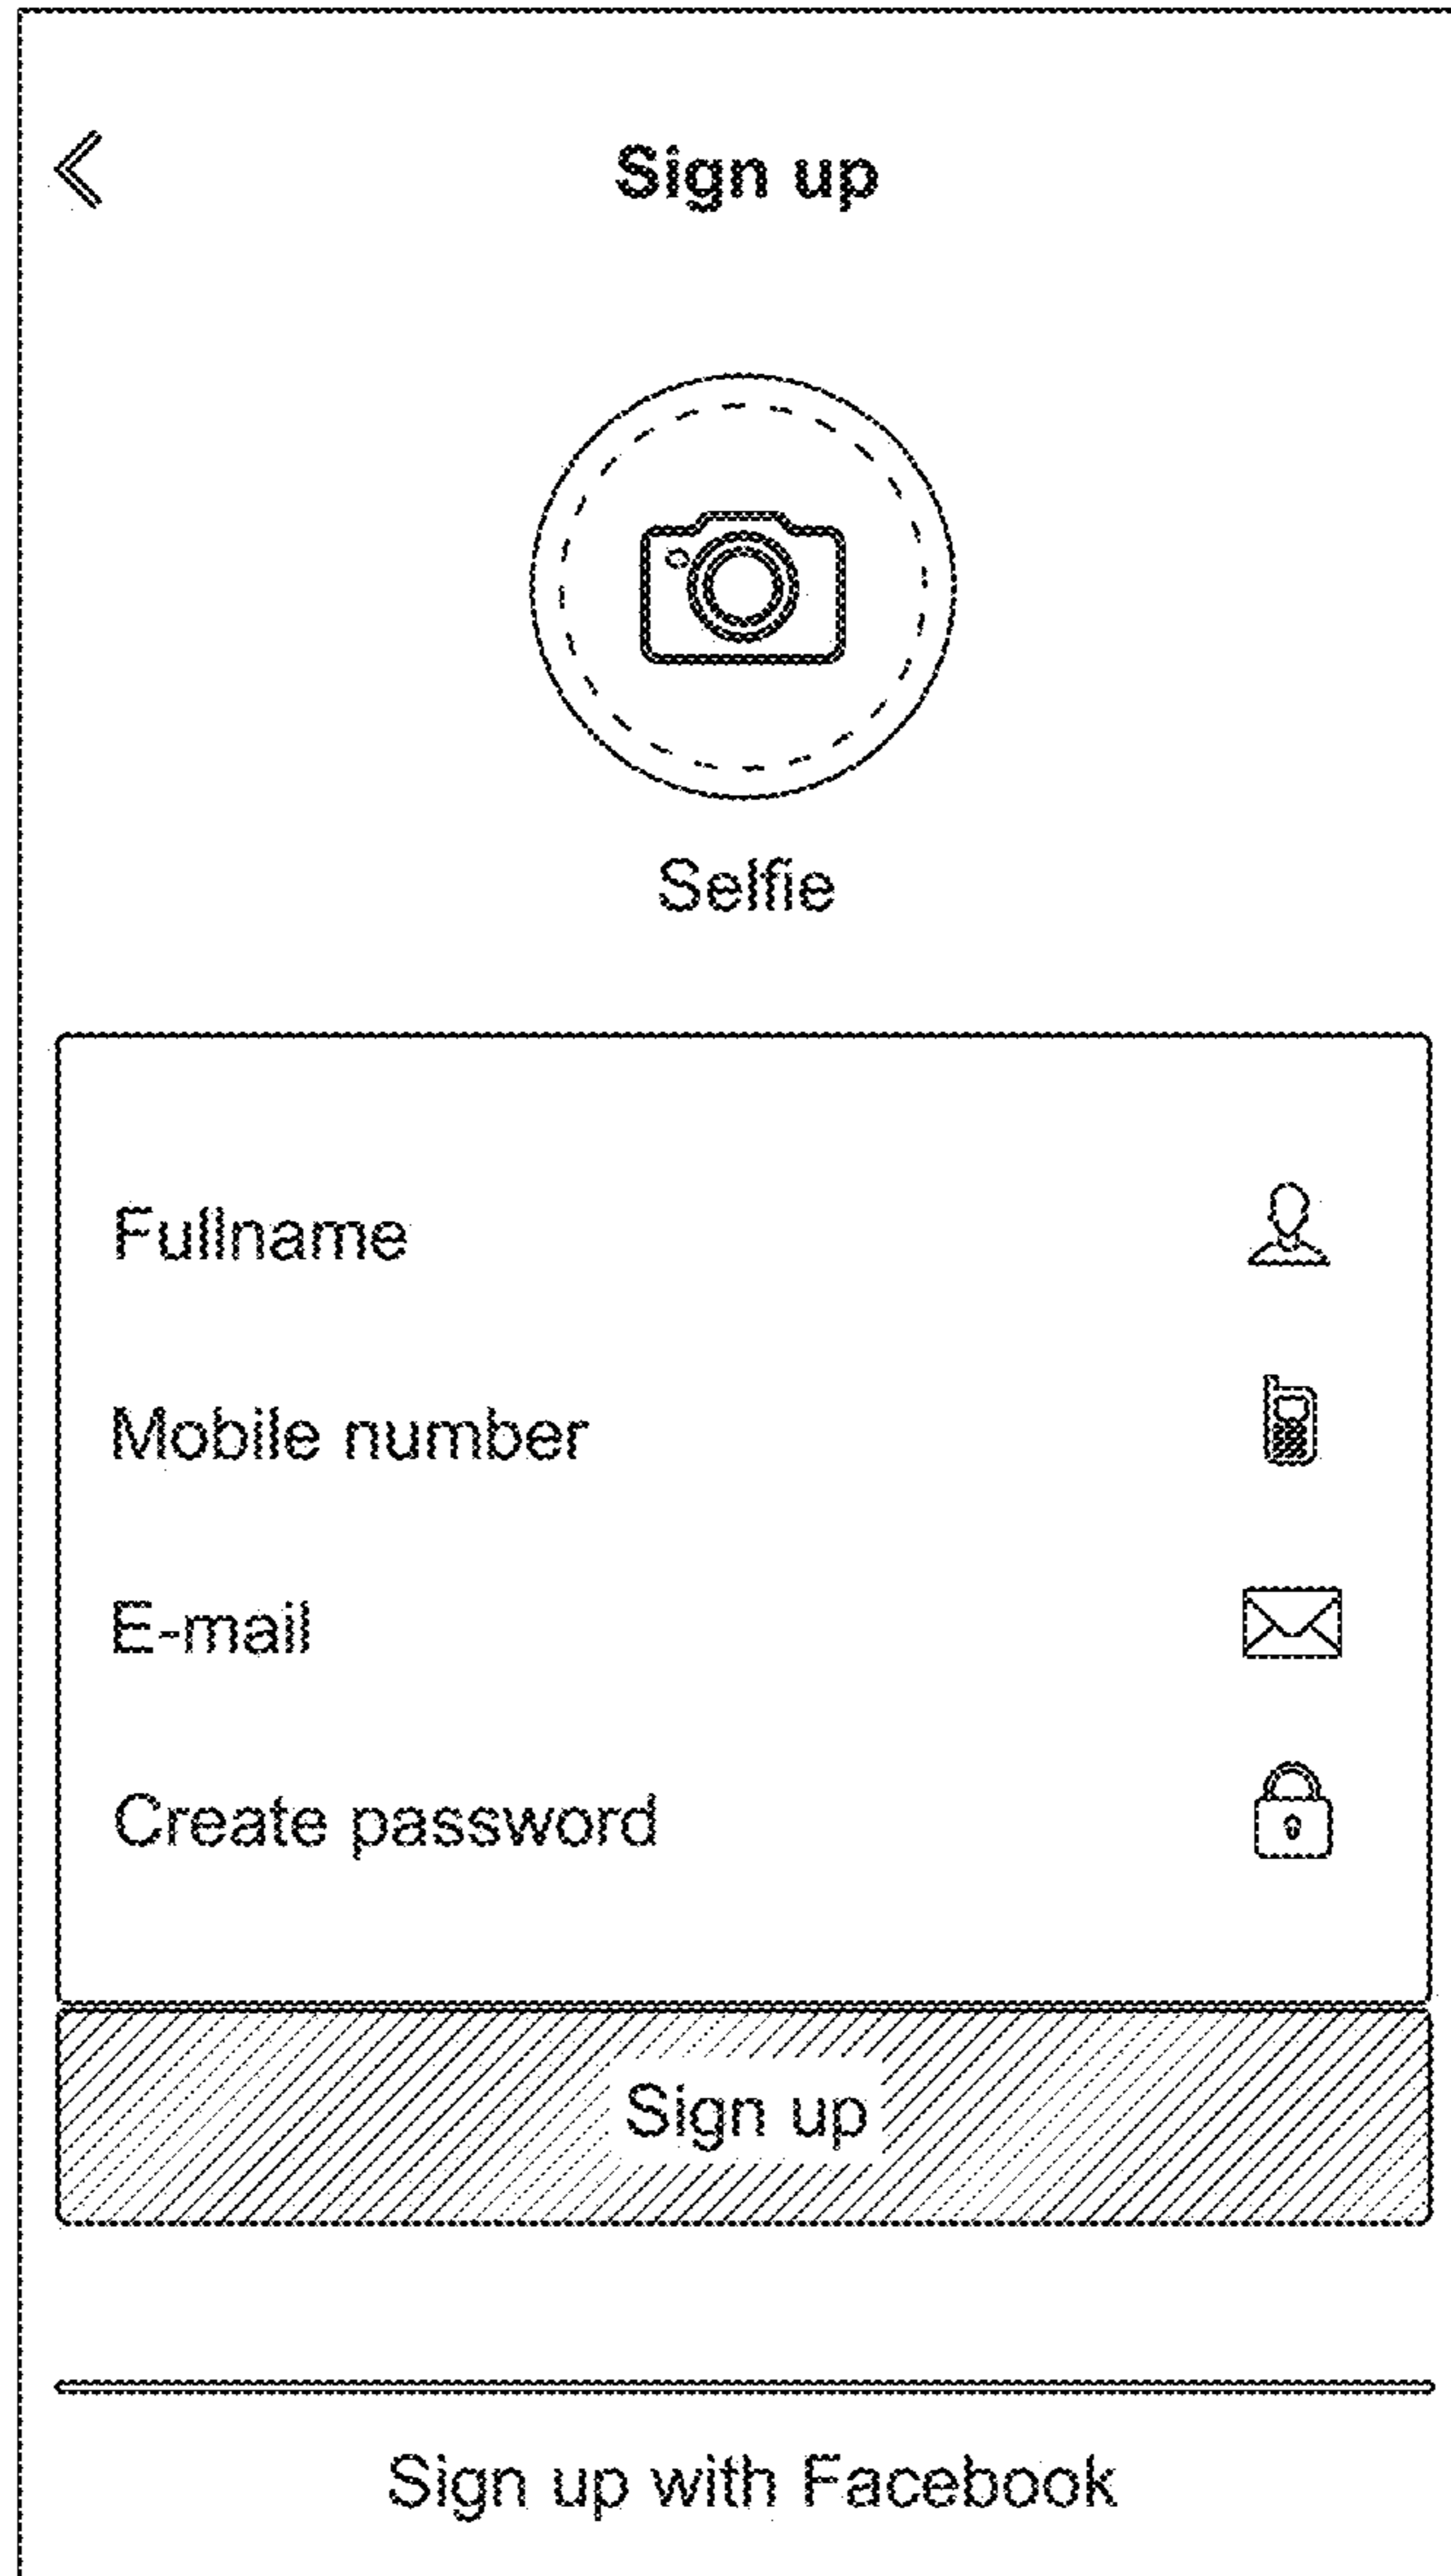 Sign up
Selfie
Fullname
Mobile number
E-mail
Create password
Sign up
Sign up with Facebook